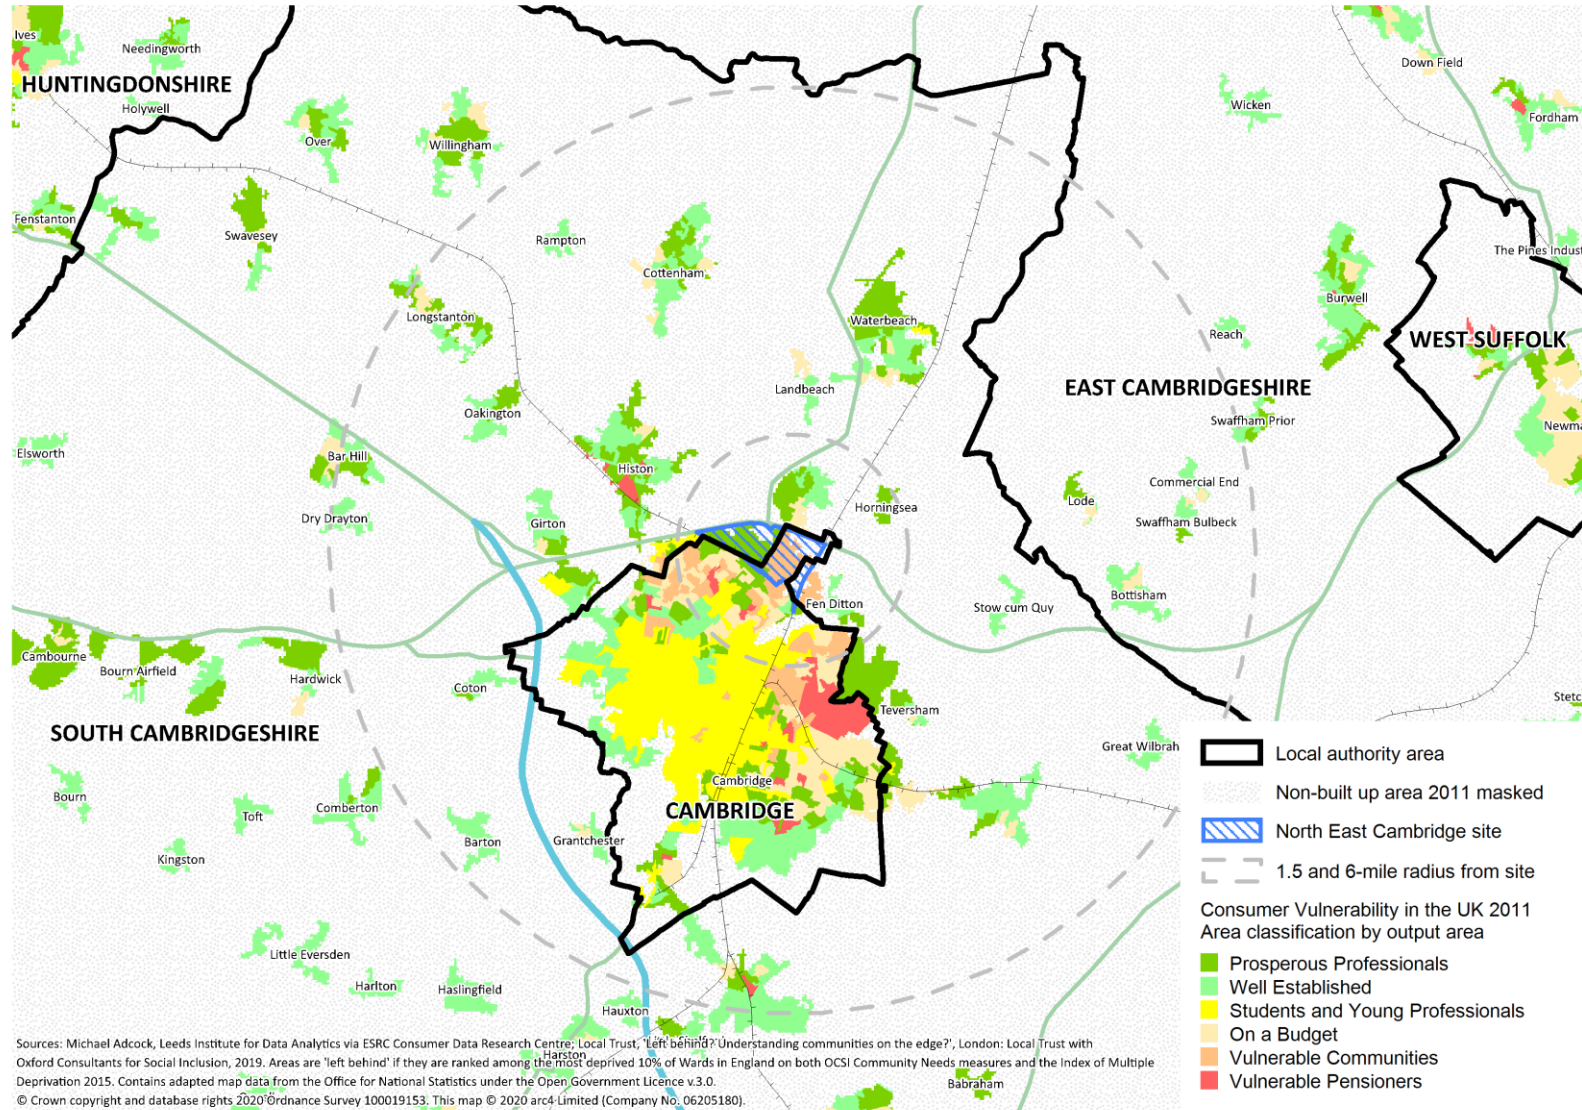 Ives
Needingworth
HUNTINGDONSHIRE
Holywell
Over
Willingham
Down Field
Wicken
Fordham
Fenstanton
Swavesey
Rampton
Cottenham
The Pines Indust
Longstanton
Waterbeach
Burwell
Reach
WEST SUFFOLK
Landbeach
EAST CAMBRIDGESHIRE
Oakington
Swaffham Prior
Newma
Elsworth
Bar Hill
Histon
Commercial End
Lode
Dry Drayton
Girton
Horningsea
Swaffham Bulbeck
Fen Ditton
Stow cum Quy
Bottisham
Cambourne
Bourn Airfield
Hardwick
Coton
Teversham
Stetc
SOUTH CAMBRIDGESHIRE
Great Wilbrah
Cambridge
CAMBRIDGE
Bourn
Toft
Comberton
Barton
Grantchester
Kingston
Little Eversden
Harlton
Haslingfield
Hauxton
Harston
Babraham
Local authority area
Non-built up area 2011 masked
North East Cambridge site
1.5 and 6-mile radius from site
Consumer Vulnerability in the UK 2011
Area classification by output area
Prosperous Professionals
Well Established
Students and Young Professionals
On a Budget
Vulnerable Communities
Vulnerable Pensioners
Sources: Michael Adcock, Leeds Institute for Data Analytics via ESRC Consumer Data Research Centre; Local Trust, 'Left behind? Understanding communities on the edge?', London: Local Trust with
Oxford Consultants for Social Inclusion, 2019. Areas are 'left behind' if they are ranked among the most deprived 10% of Wards in England on both OCSI Community Needs measures and the Index of Multiple
Deprivation 2015. Contains adapted map data from the Office for National Statistics under the Open Government Licence v.3.0.
© Crown copyright and database rights 2020 Ordnance Survey 100019153. This map © 2020 arc4 Limited (Company No. 06205180).